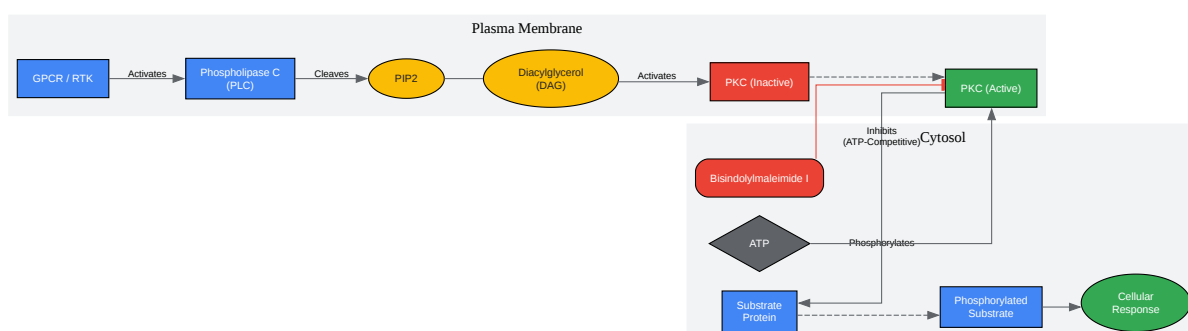 Plasma Membrane
GPCR / RTK
Activates
Phospholipase C
(PLC)
Cleaves
PIP2
Diacylglycerol
(DAG)
Activates
PKC (Inactive)
PKC (Active)
Inhibits
(ATP-Competitive)
Cytosol
Bisindolylmaleimide I
ATP
Phosphorylates
Substrate
Protein
Phosphorylated
Substrate
Cellular
Response